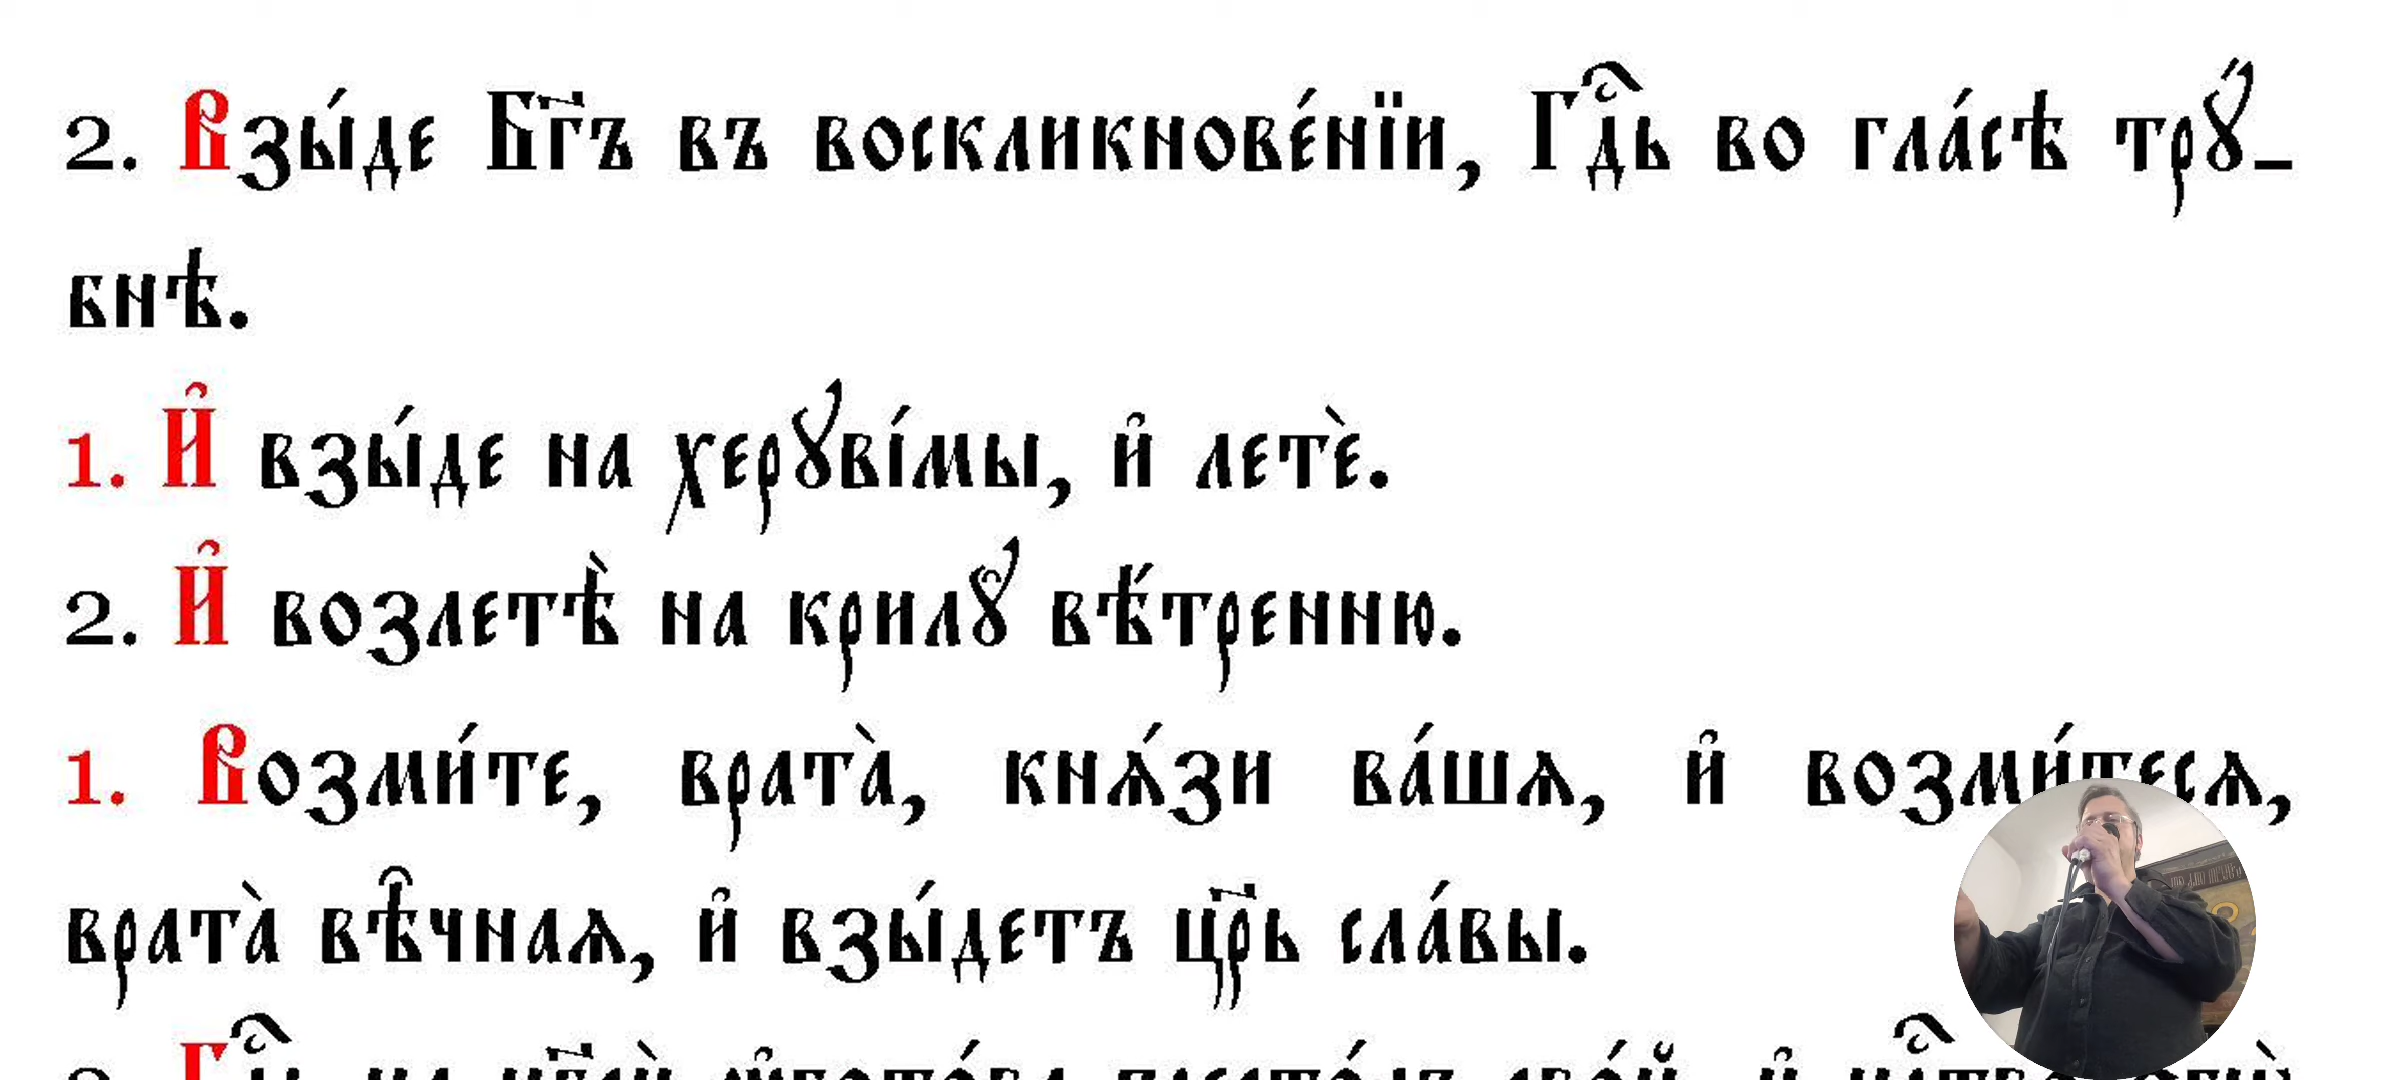 2. Взы́де Бг҃ъ въ воскликнове́нїи, Гдⷭ҇ь во гла́сѣ трꙋ́_
бнѣ.
1. И҆ взы́де на херꙋві́мы, и҆ летѐ.
2. И҆ возлетѣ̀ на крилꙋ̑ вѣ́тренню.
1. Возми́те, врата̀, кнѧ́зи ва́шѧ, и҆ возми́тесѧ,
врата̀ вѣ̑чнаѧ, и҆ взы́детъ цр҃ь сла́вы.